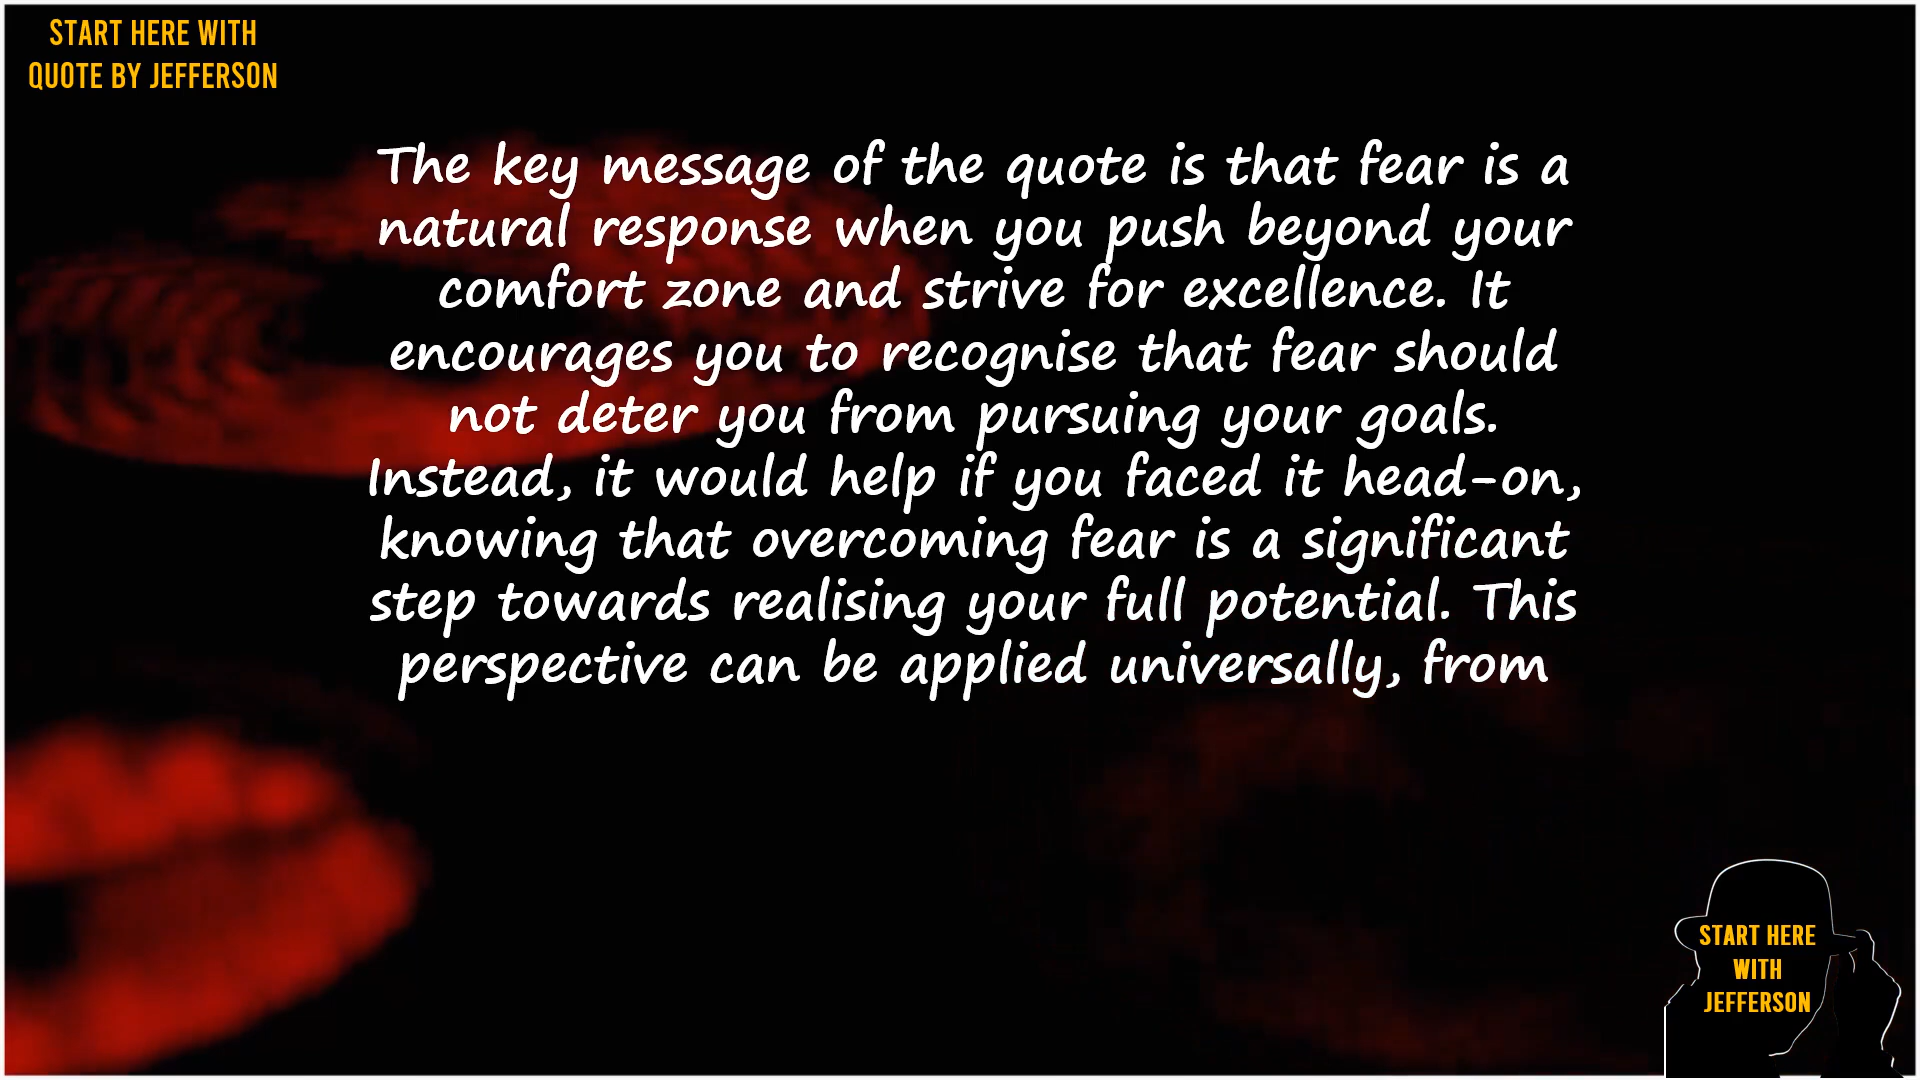 START HERE WITH
QUOTE BY JEFFERSON
The key message of the quote is that fear is a
natural response when you push beyond your
comfort zone and strive for excellence. It
encourages you to recognise that fear should
not deter you from pursuing your goals.
Instead, it would help if you faced it head-on,
knowing that overcoming fear is a significant
step towards realising your full potential. This
perspective can be applied universally, from
START HERE
WITH
JEFFERSON